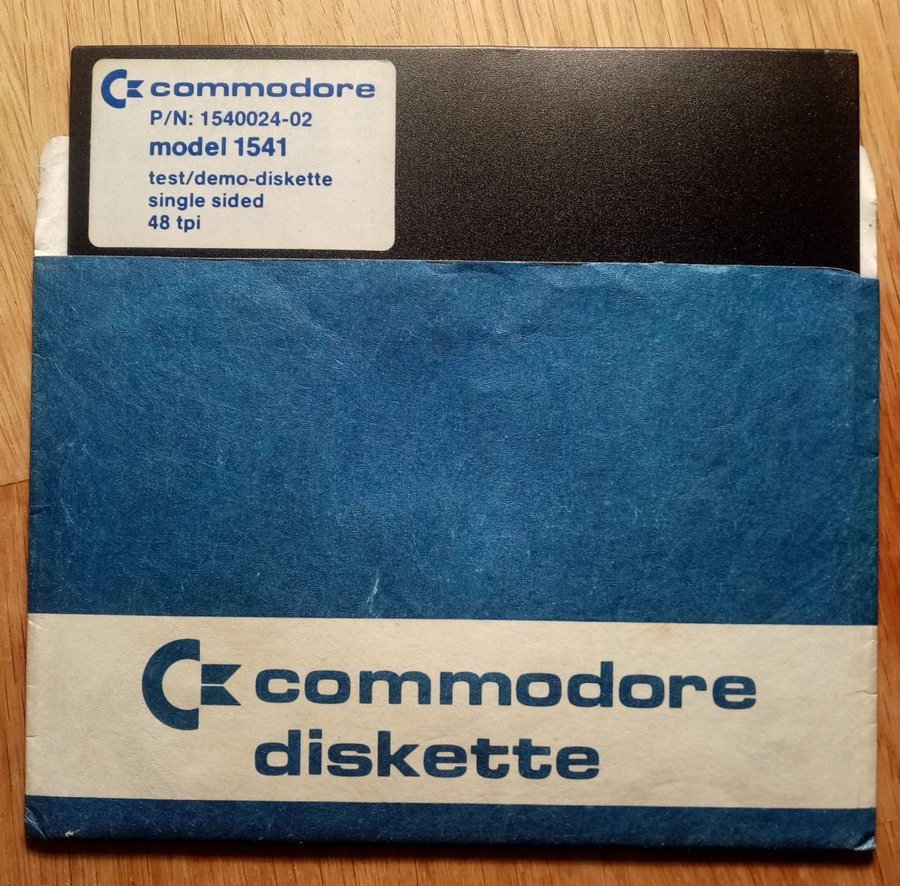 commodore
P/N: 1540024-02
model 1541
test/demo-diskette
single sided
48 tpi
commodore
diskette